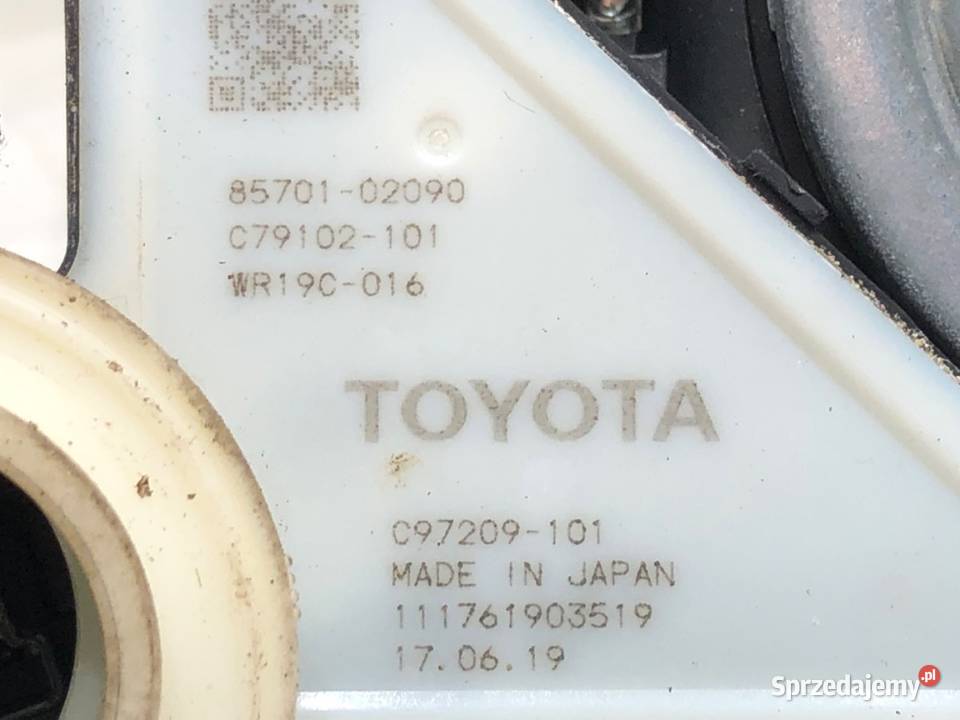 85701-02090
C79102-101
WR19C-016
TOYOTA
C97209-101
MADE IN JAPAN
111761903519
17.06.19
Sprzedajemy.pl